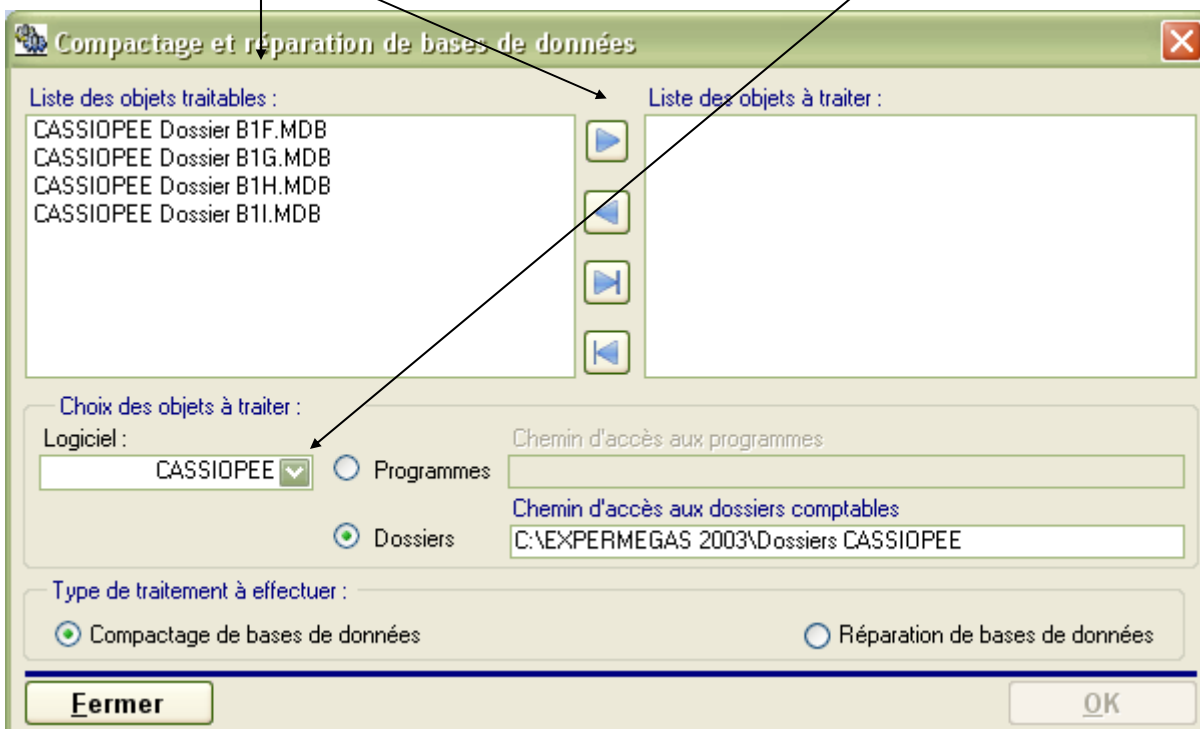 Compactage et réparation de bases de données
Liste des objets traitables :
Liste des objets à traiter :
CASSIOPEE Dossier B1F.MDB
CASSIOPEE Dossier B1G.MDB
CASSIOPEE Dossier B1H.MDB
CASSIOPEE Dossier B1I.MDB
Choix des objets à traiter :
Logiciel :
CASSIOPEE
Programmes
Chemin d'accès aux programmes
Dossiers
Chemin d'accès aux dossiers comptables
C:\EXPERMEGAS 2003\Dossiers CASSIOPEE
Type de traitement à effectuer :
Compactage de bases de données
Réparation de bases de données
Fermer
OK